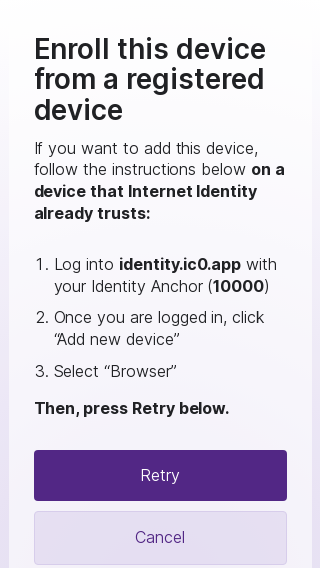 Enroll this device
from a registered
device
If you want to add this device,
follow the instructions below on a
device that Internet Identity
already trusts:
1. Log into identity.ic0.app with
your Identity Anchor (10000)
2. Once you are logged in, click
“Add new device”
3. Select “Browser”
Then, press Retry below.
Retry
Cancel